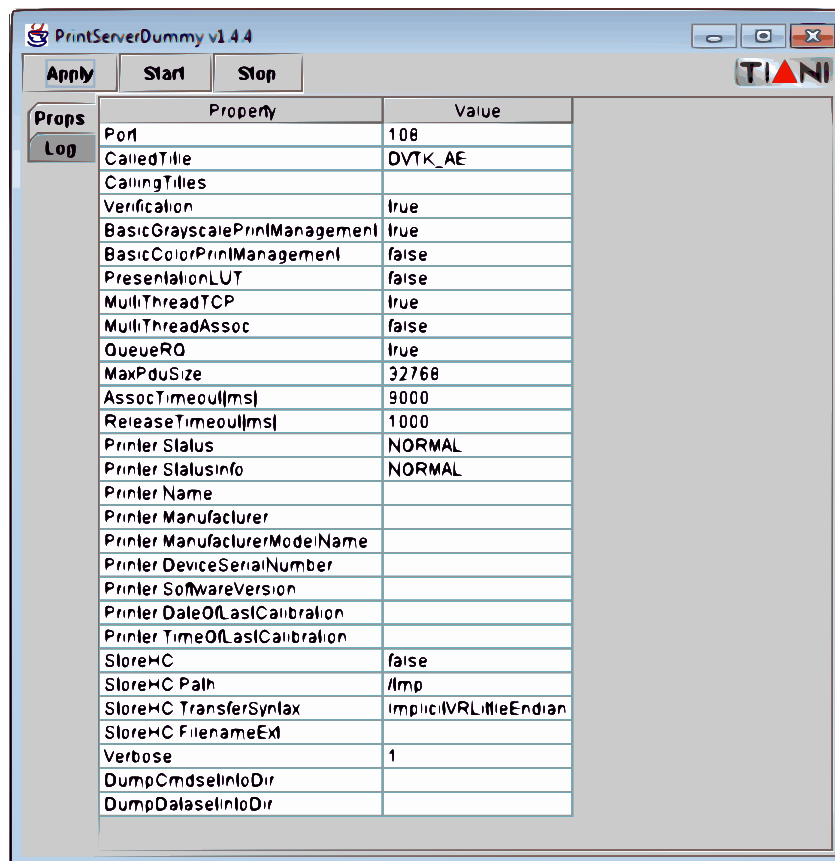 PrintServerDummy v1.4.4
Apply Start Stop
TIANI
Props
Log
Property Value
Port 108
CalledTitle DVTK_AE
CallingTitles
Verification true
BasicGrayscalePrintManagement true
BasicColorPrintManagement false
PresentationLUT false
MultiThreadTCP true
MultiThreadAssoc false
QueueRQ true
MaxPduSize 32768
AssocTimeout[ms] 9000
ReleaseTimeout[ms] 1000
Printer Status NORMAL
Printer StatusInfo NORMAL
Printer Name
Printer Manufacturer
Printer ManufacturerModelName
Printer DeviceSerialNumber
Printer SoftwareVersion
Printer DateOfLastCalibration
Printer TimeOfLastCalibration
StoreHC false
StoreHC Path /tmp
StoreHC TransferSyntax ImplicitVRLittleEndian
StoreHC FilenameExt
Verbose 1
DumpCmdsetIntoDir
DumpDatasetIntoDir